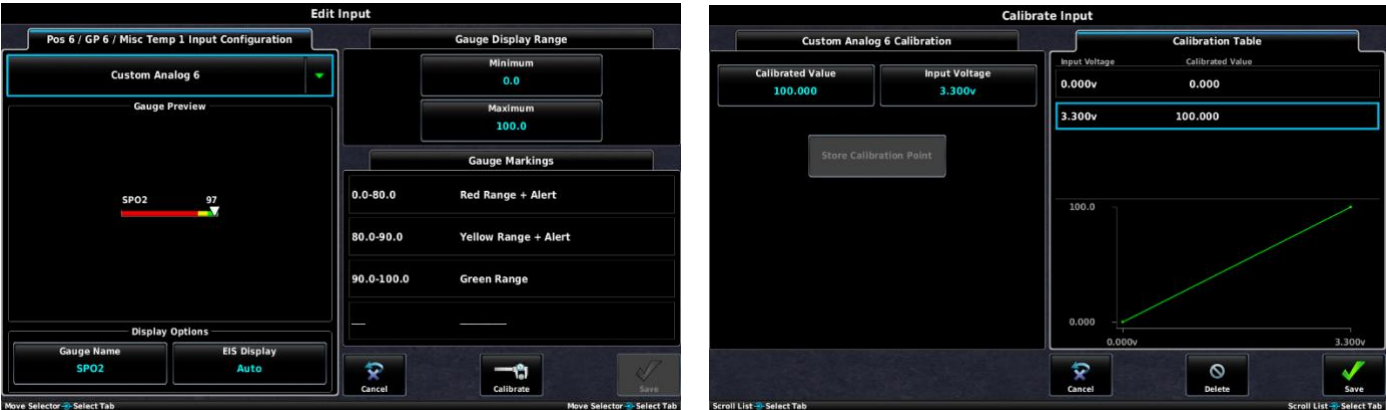 Edit Input
Pos 6 / GP 6 / Misc Temp 1 Input Configuration
Custom Analog 6
Gauge Preview
SPO2 97
Display Options
Gauge Name
SPO2
EIS Display
Auto
Gauge Display Range
Minimum
0.0
Maximum
100.0
Gauge Markings
0.0-80.0 Red Range + Alert
80.0-90.0 Yellow Range + Alert
90.0-100.0 Green Range
Cancel
Calibrate
Save
Move Selector Select Tab
Move Selector Select Tab
Calibrate Input
Custom Analog 6 Calibration
Calibrated Value
100.000
Input Voltage
3.300v
Store Calibration Point
Calibration Table
Input Voltage Calibrated Value
0.000v 0.000
3.300v 100.000
100.0
0.000
0.000v 3.300v
Cancel
Delete
Save
Scroll List Select Tab
Scroll List Select Tab